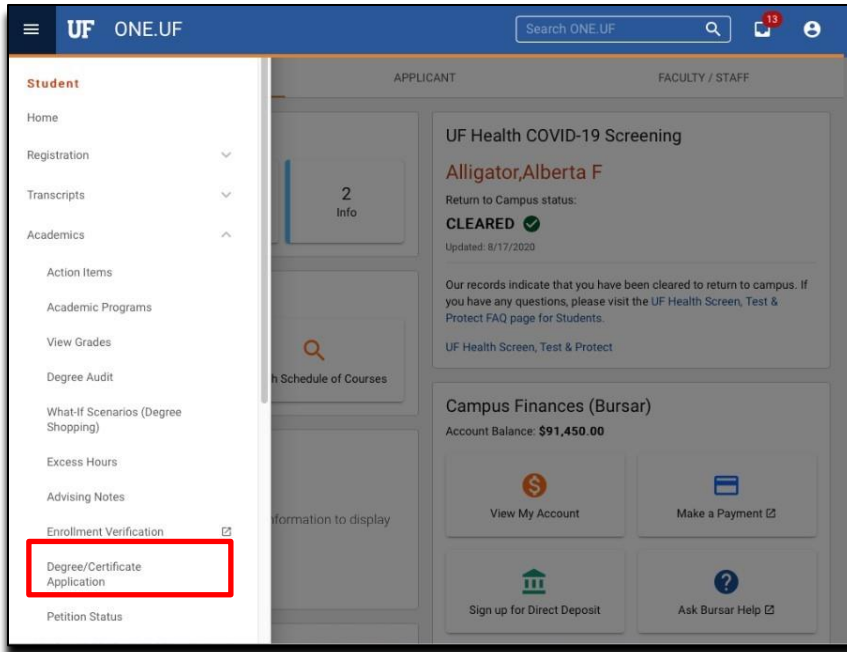 UF ONE.UF
Search ONE.UF
13
APPLICANT
FACULTY / STAFF
Student
Home
Registration
Transcripts
Academics
Action Items
Academic Programs
View Grades
Degree Audit
What-If Scenarios (Degree
Shopping)
Excess Hours
Advising Notes
Enrollment Verification
Degree/Certificate
Application
Petition Status
2
Info
Schedule of Courses
to display
UF Health COVID-19 Screening
Alligator,Alberta F
Return to Campus status:
CLEARED
Updated: 8/17/2020
Our records indicate that you have been cleared to return to campus. If
you have any questions, please visit the UF Health Screen, Test &
Protect FAQ page for Students.
UF Health Screen, Test & Protect
Campus Finances (Bursar)
Account Balance: $91,450.00
View My Account
Make a Payment
Sign up for Direct Deposit
Ask Bursar Help